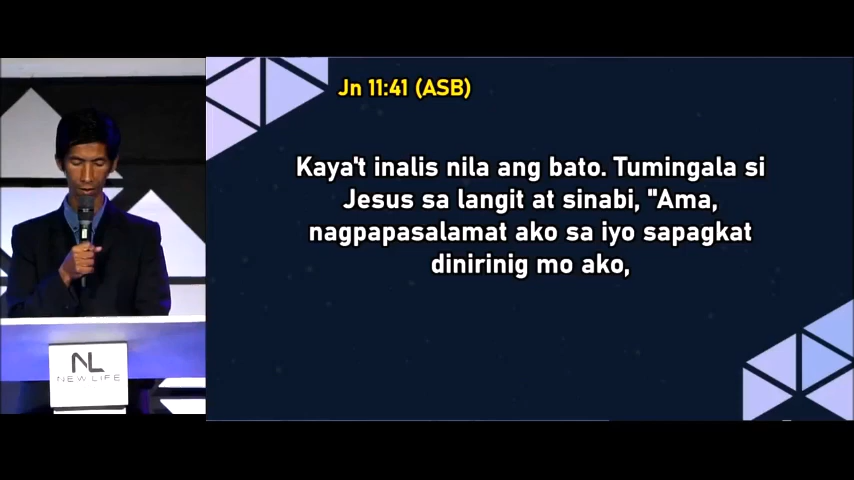 Jn 11:41 (ASB)
Kaya't inalis nila ang bato. Tumingala si
Jesus sa langit at sinabi, "Ama,
nagpapasalamat ako sa iyo sapagkat
dinirinig mo ako,
NL
NEW LIFE